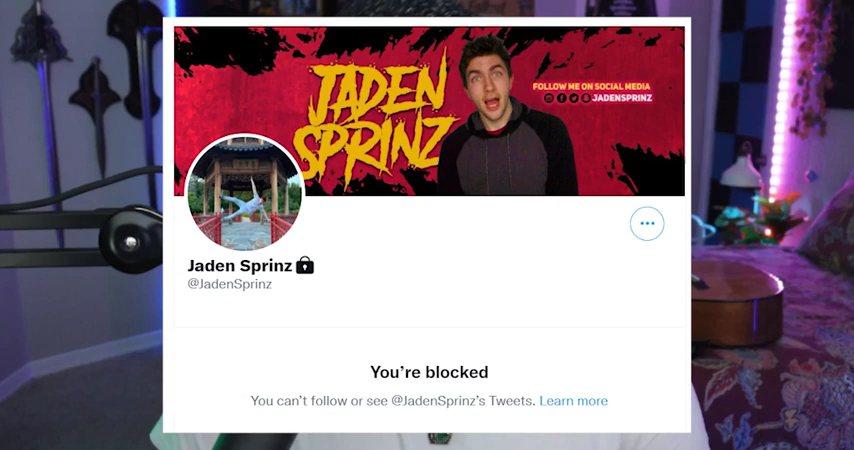 JADEN
SPRINZ
FOLLOW ME ON SOCIAL MEDIA
JADENSPRINZ
Jaden Sprinz
@JadenSprinz
You're blocked
You can't follow or see @JadenSprinz's Tweets. Learn more